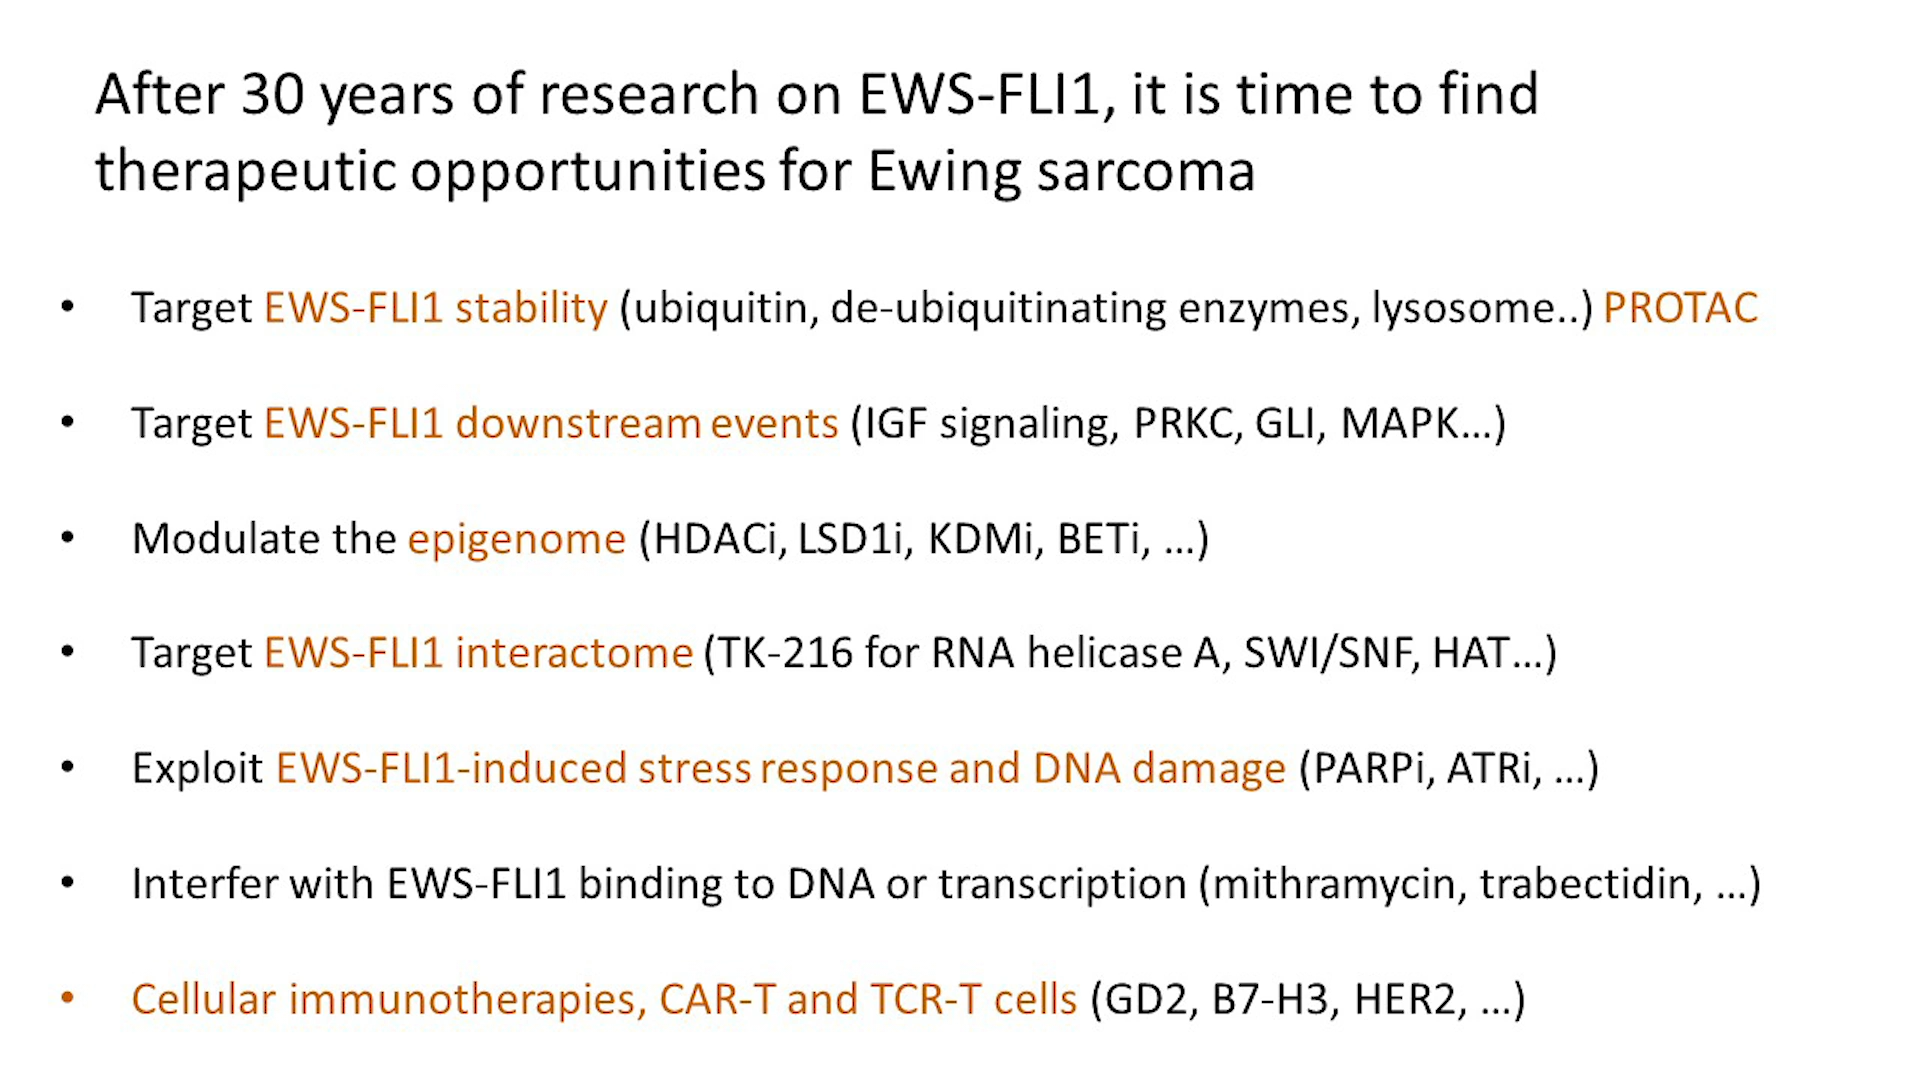 After 30 years of research on EWS-FLI1, it is time to find
therapeutic opportunities for Ewing sarcoma
• Target EWS-FLI1 stability (ubiquitin, de-ubiquitinating enzymes, lysosome..) PROTAC
• Target EWS-FLI1 downstream events (IGF signaling, PRKC, GLI, MAPK…)
• Modulate the epigenome (HDACi, LSD1i, KDMi, BETi, …)
• Target EWS-FLI1 interactome (TK-216 for RNA helicase A, SWI/SNF, HAT…)
• Exploit EWS-FLI1-induced stress response and DNA damage (PARPi, ATRi, …)
• Interfer with EWS-FLI1 binding to DNA or transcription (mithramycin, trabectidin, …)
• Cellular immunotherapies, CAR-T and TCR-T cells (GD2, B7-H3, HER2, …)